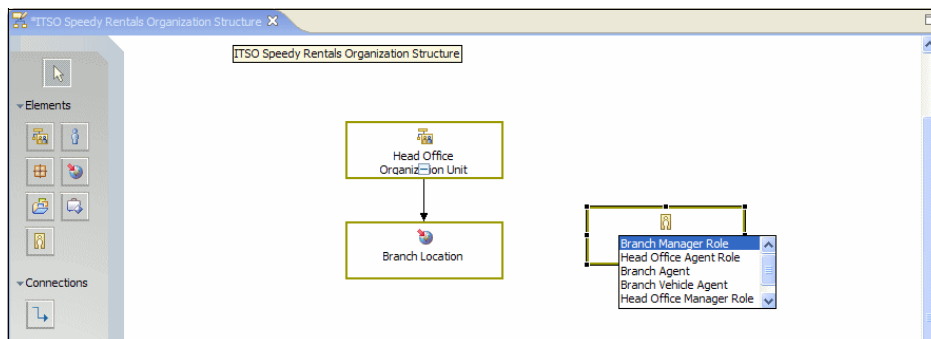 *ITSO Speedy Rentals Organization Structure
ITSO Speedy Rentals Organization Structure
Elements
Head Office
Organization Unit
Branch Location
Branch Manager Role
Head Office Agent Role
Branch Agent
Branch Vehicle Agent
Head Office Manager Role
Connections